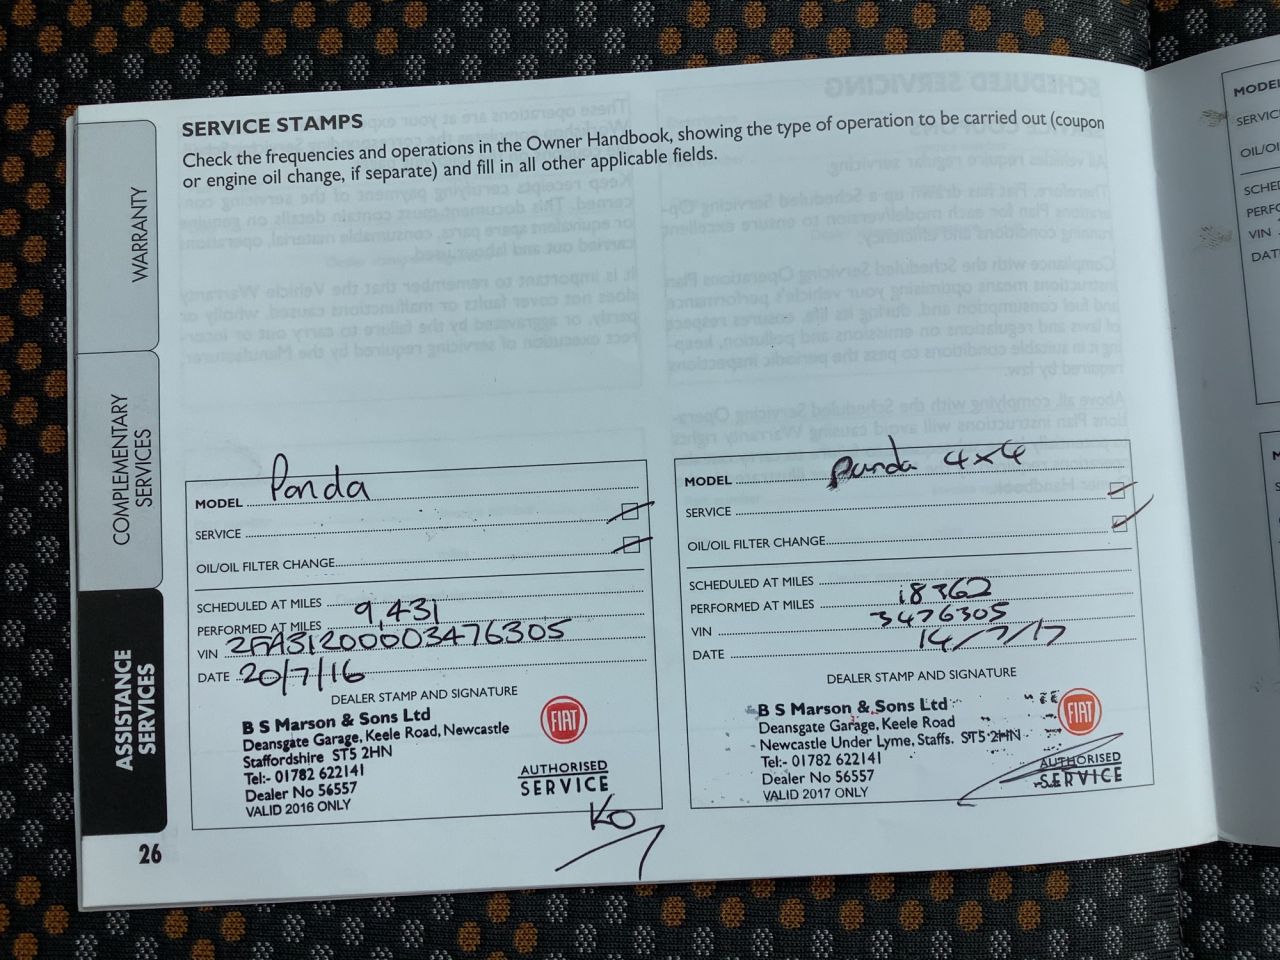 SERVICE STAMPS
Check the frequencies and operations in the Owner Handbook, showing the type of operation to be carried out (coupon
or engine oil change, if separate) and fill in all other applicable fields.
WARRANTY
COMPLEMENTARY
SERVICES
ASSISTANCE
SERVICES
MODEL Panda
SERVICE
OIL/OIL FILTER CHANGE
SCHEDULED AT MILES
PERFORMED AT MILES 9,431
VIN ZFA31200003476305
DATE 20/7/16
DEALER STAMP AND SIGNATURE
B S Marson & Sons Ltd
Deansgate Garage, Keele Road, Newcastle
Staffordshire ST5 2HN
Tel:- 01782 622141
Dealer No 56557
VALID 2016 ONLY
FIAT
AUTHORISED
SERVICE
KO
MODEL Panda 4x4
SERVICE
OIL/OIL FILTER CHANGE
SCHEDULED AT MILES
PERFORMED AT MILES 18362
VIN 3476305
DATE 14/7/17
DEALER STAMP AND SIGNATURE
B S Marson & Sons Ltd
Deansgate Garage, Keele Road
Newcastle Under Lyme, Staffs. ST5 2HN
Tel:- 01782 622141
Dealer No 56557
VALID 2017 ONLY
FIAT
AUTHORISED
SERVICE
26
MODEL
VIN